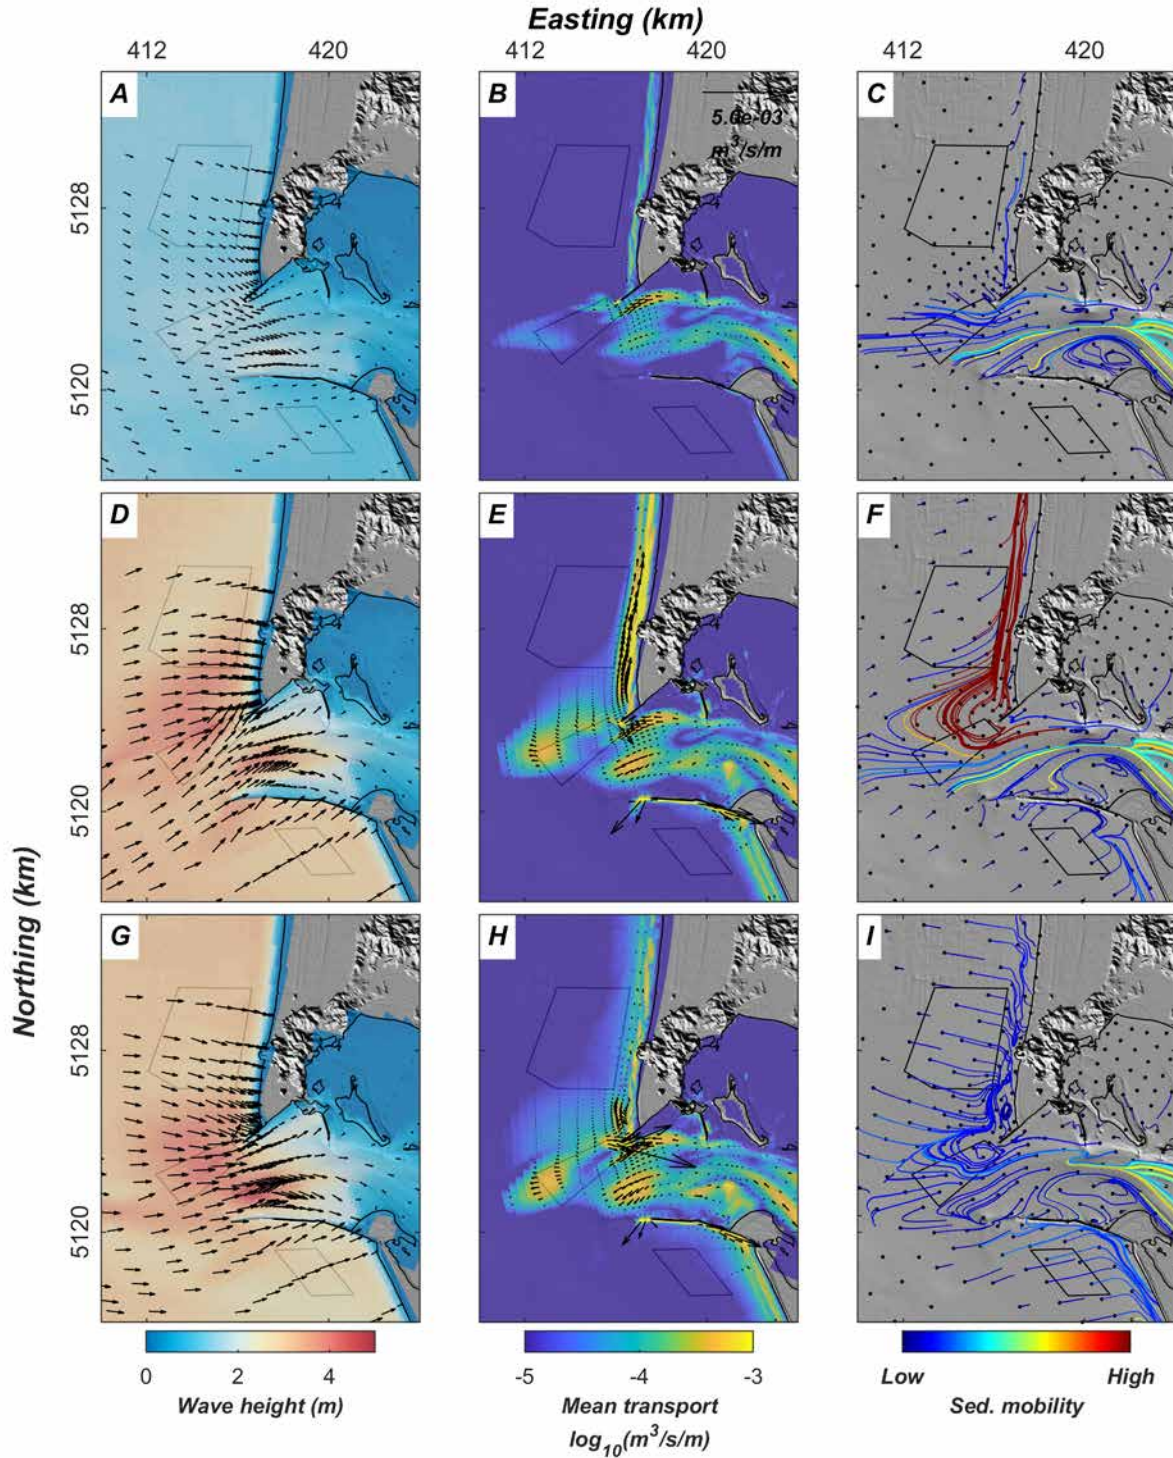 Easting (km)
412 420 412 420 412 420
A B C
5.0e-03
m3/s/m
5128
5120
D E F
5128
5120
Northing (km)
G H I
5128
5120
0 2 4 -5 -4 -3 Low High
Wave height (m) Mean transport Sed. mobility
log10(m3/s/m)